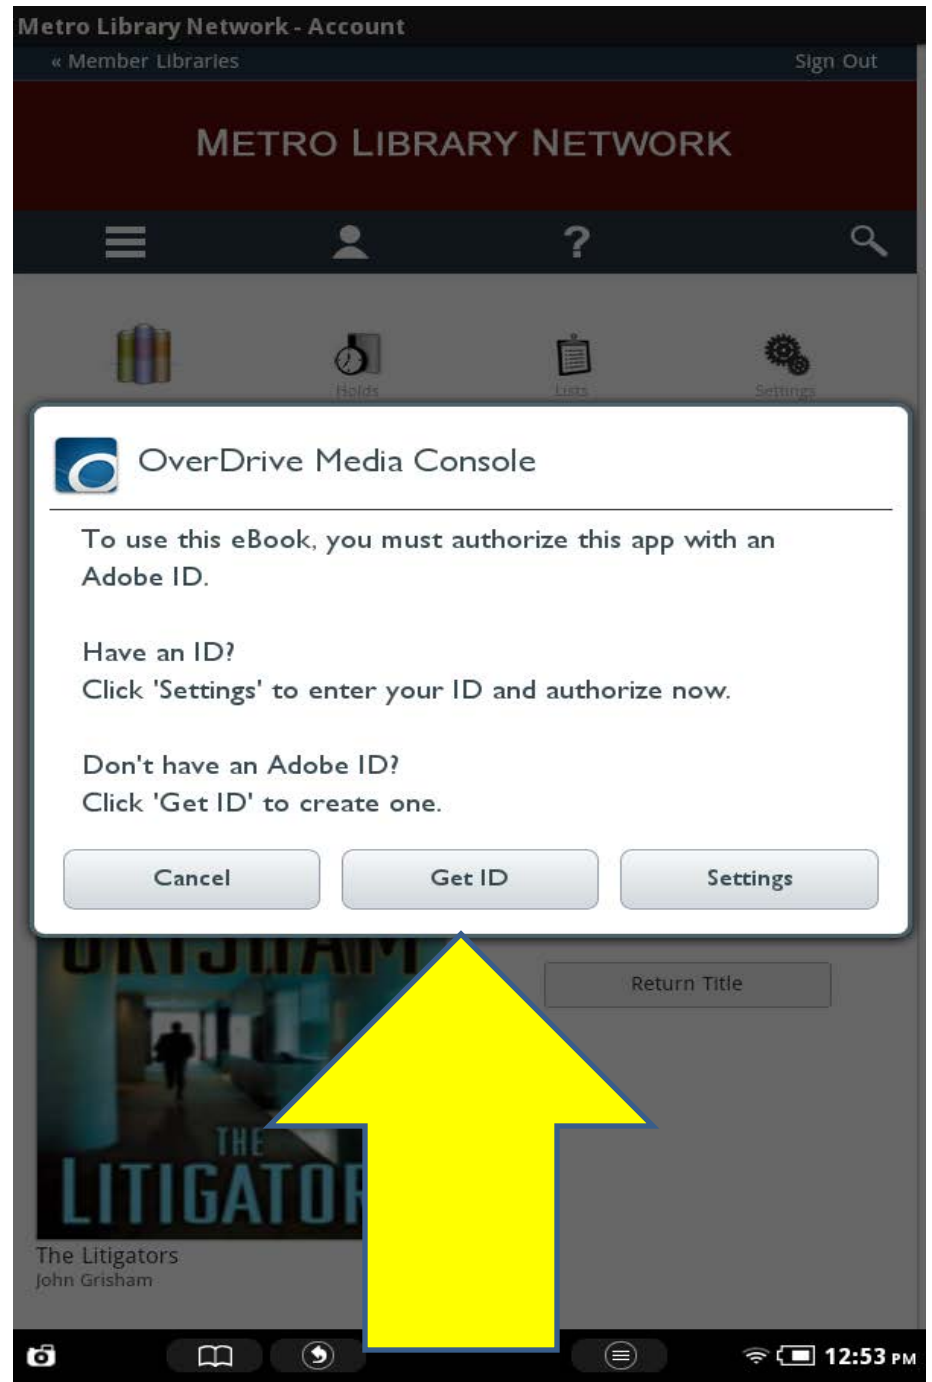 Metro Library Network - Account
« Member Libraries Sign Out
METRO LIBRARY NETWORK
?
Holds Lists Settings
OverDrive Media Console
To use this eBook, you must authorize this app with an
Adobe ID.
Have an ID?
Click 'Settings' to enter your ID and authorize now.
Don't have an Adobe ID?
Click 'Get ID' to create one.
Cancel Get ID Settings
GRISHAM
Return Title
THE
LITIGATOR
The Litigators
John Grisham
12:53 PM